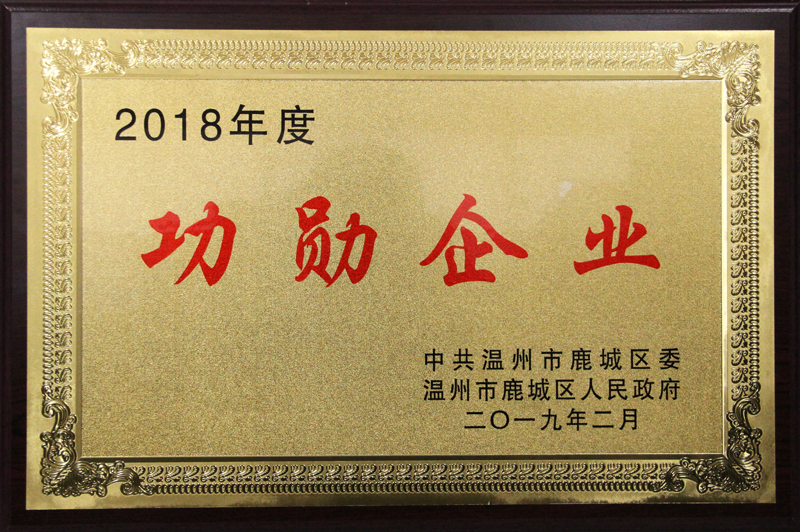 2018年度
功勋企业
中共温州市鹿城区委
温州市鹿城区人民政府
二〇一九年二月